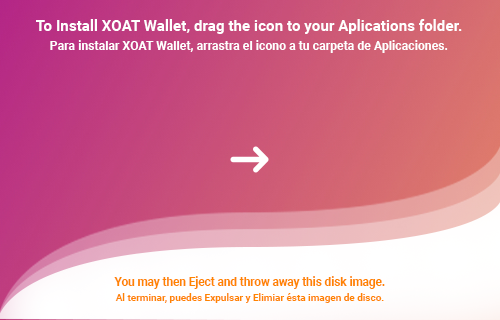 To Install XOAT Wallet, drag the icon to your Aplications folder.
Para instalar XOAT Wallet, arrastra el icono a tu carpeta de Aplicaciones.
You may then Eject and throw away this disk image.
Al terminar, puedes Expulsar y Elimiar ésta imagen de disco.